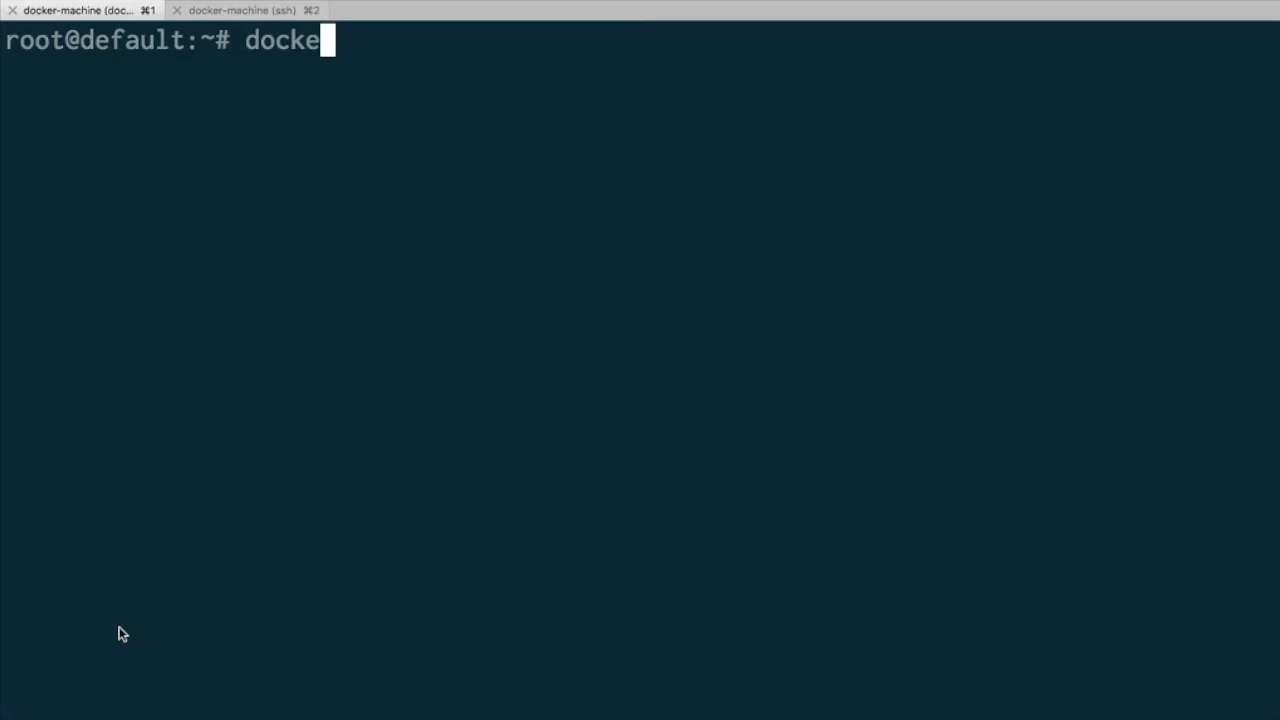 docker-machine (doc... ⌘1
docker-machine (ssh) ⌘2
root@default:~# docke